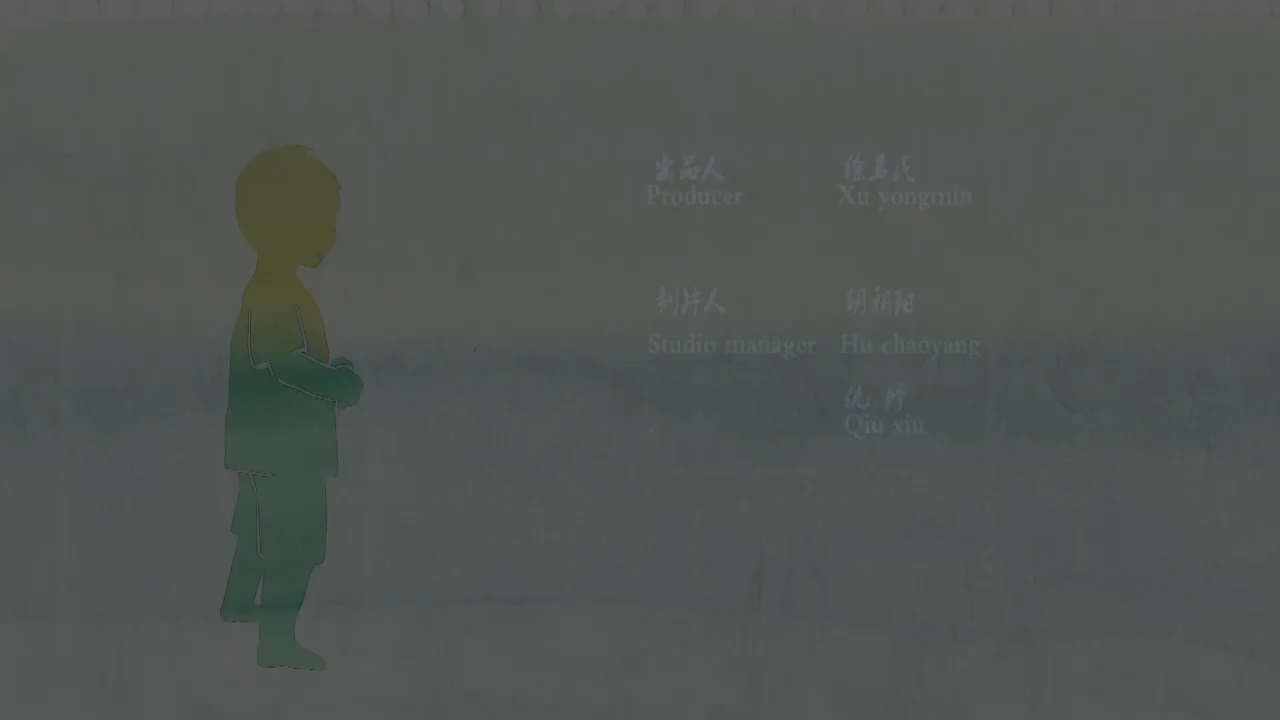 出品人 徐勇民
Producer Xu yongmin
制片人 胡朝阳
Studio manager Hu chaoyang
仇修
Qiu xiu